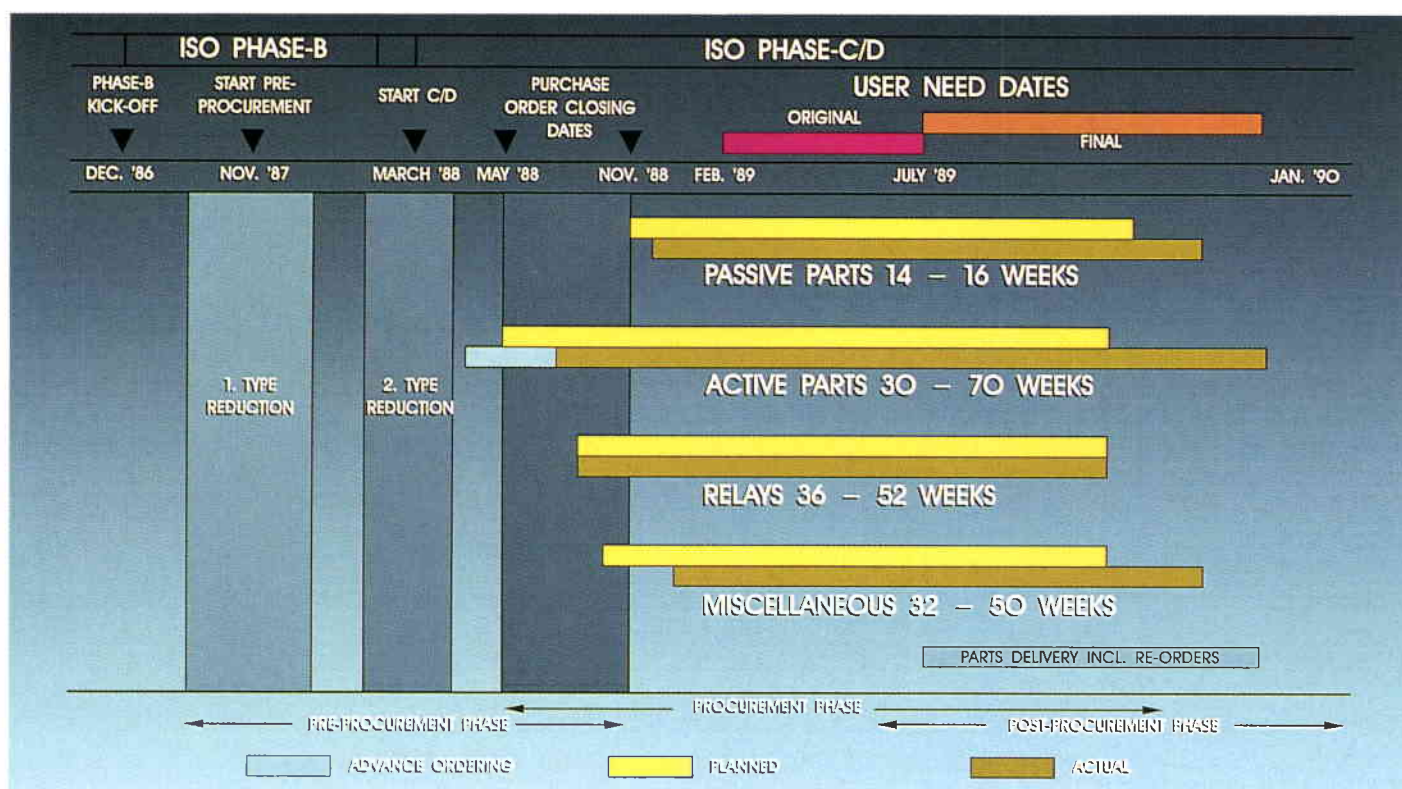 ISO PHASE-B
ISO PHASE-C/D
PHASE-B
KICK-OFF
START PRE-
PROCUREMENT
START C/D
PURCHASE
ORDER CLOSING
DATES
USER NEED DATES
ORIGINAL
FINAL
DEC. '86
NOV. '87
MARCH '88
MAY '88
NOV. '88
FEB. '89
JULY '89
JAN. '90
PASSIVE PARTS 14 – 16 WEEKS
1. TYPE
REDUCTION
2. TYPE
REDUCTION
ACTIVE PARTS 30 – 70 WEEKS
RELAYS 36 – 52 WEEKS
MISCELLANEOUS 32 – 50 WEEKS
PARTS DELIVERY INCL. RE-ORDERS
PRE-PROCUREMENT PHASE
PROCUREMENT PHASE
POST-PROCUREMENT PHASE
ADVANCE ORDERING
PLANNED
ACTUAL